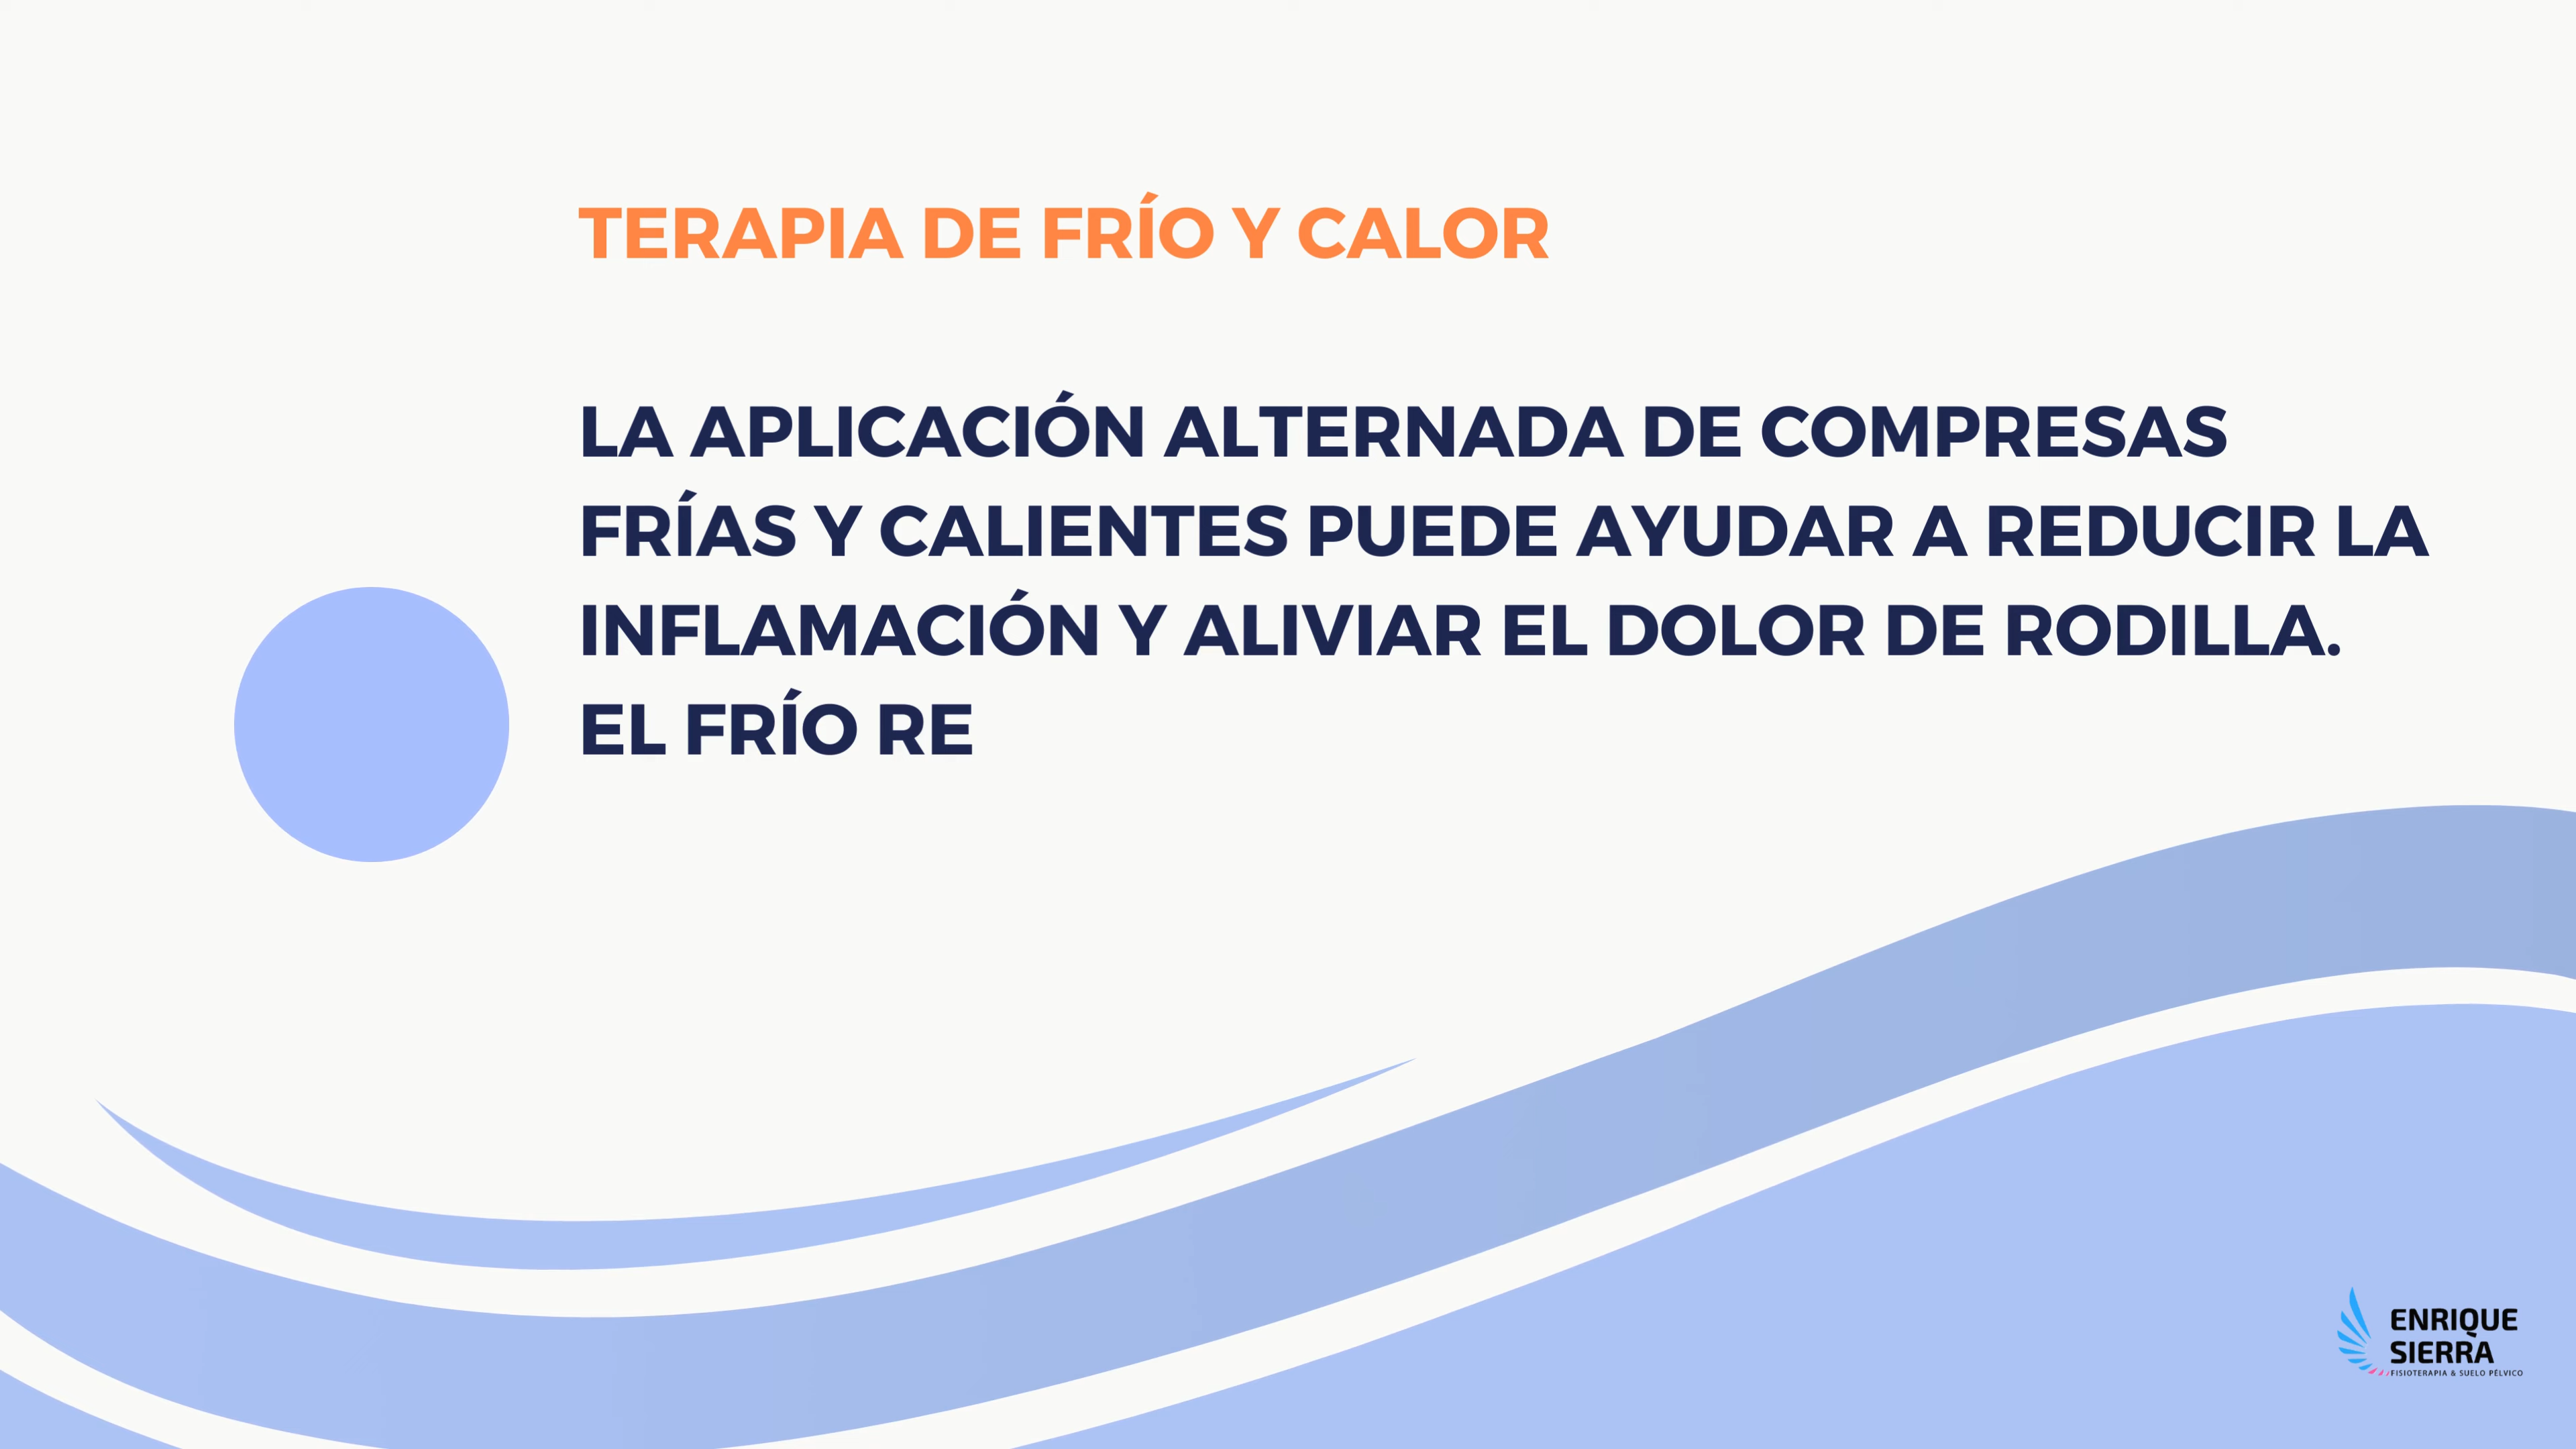 TERAPIA DE FRÍO Y CALOR
LA APLICACIÓN ALTERNADA DE COMPRESAS
FRÍAS Y CALIENTES PUEDE AYUDAR A REDUCIR LA
INFLAMACIÓN Y ALIVIAR EL DOLOR DE RODILLA.
EL FRÍO RE
ENRIQUE
SIERRA
FISIOTERAPIA & SUELO PÉLVICO